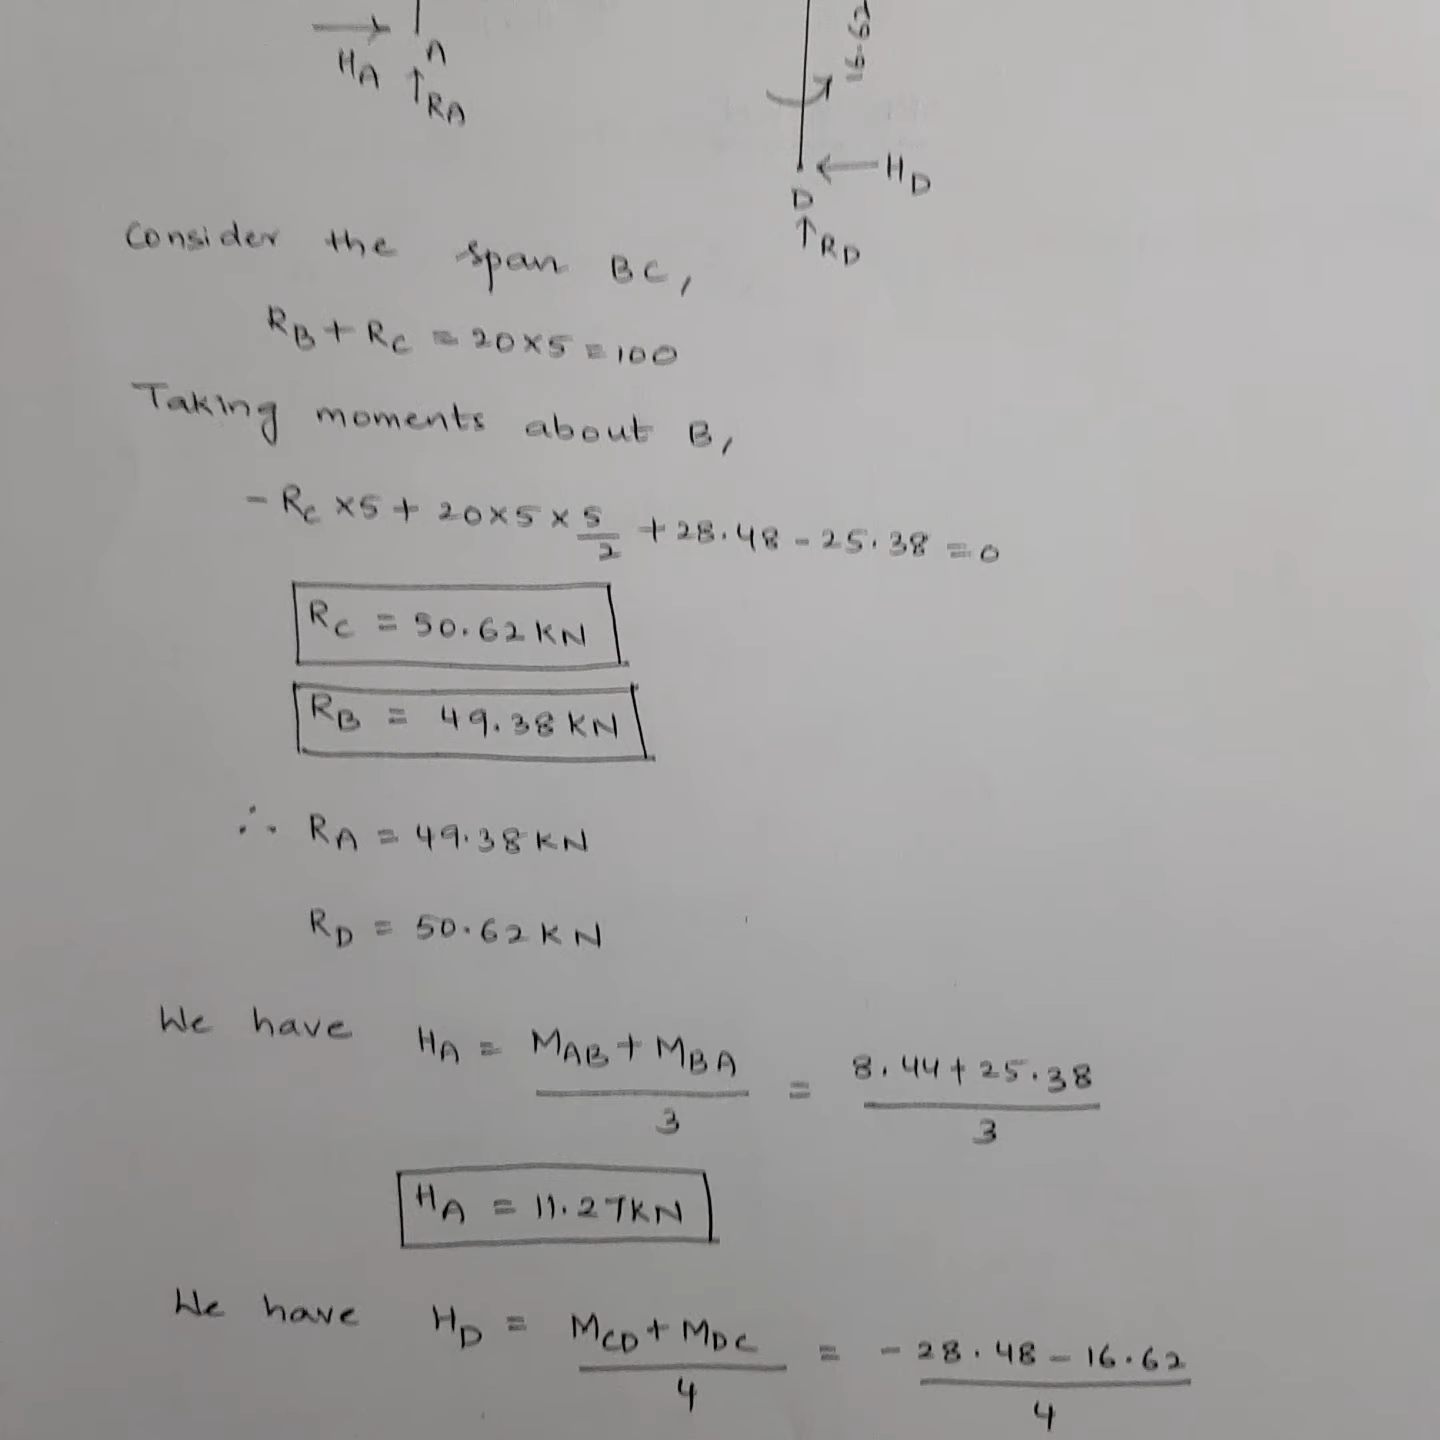 HA A
↑RA
16.62
← HD
D
↑RD
Consider the span BC,
RB + RC = 20×5 = 100
Taking moments about B,
- RC ×5 + 20×5×5/2 + 28.48 - 25.38 = 0
RC = 50.62 KN
RB = 49.38 KN
∴ RA = 49.38 KN
RD = 50.62 KN
We have HA = MAB + MBA / 3 = 8.44 + 25.38 / 3
HA = 11.27 KN
We have HD = MCD + MDC / 4 = - 28.48 - 16.62 / 4